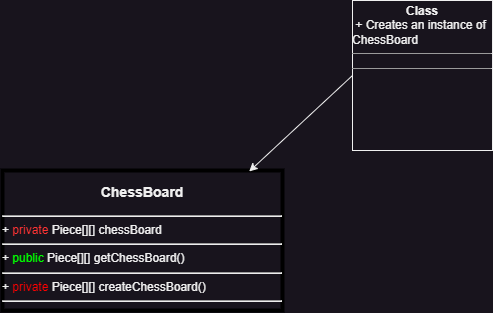 Class
+ Creates an instance of
ChessBoard
ChessBoard
+ private Piece[][] chessBoard
+ public Piece[][] getChessBoard()
+ private Piece[][] createChessBoard()